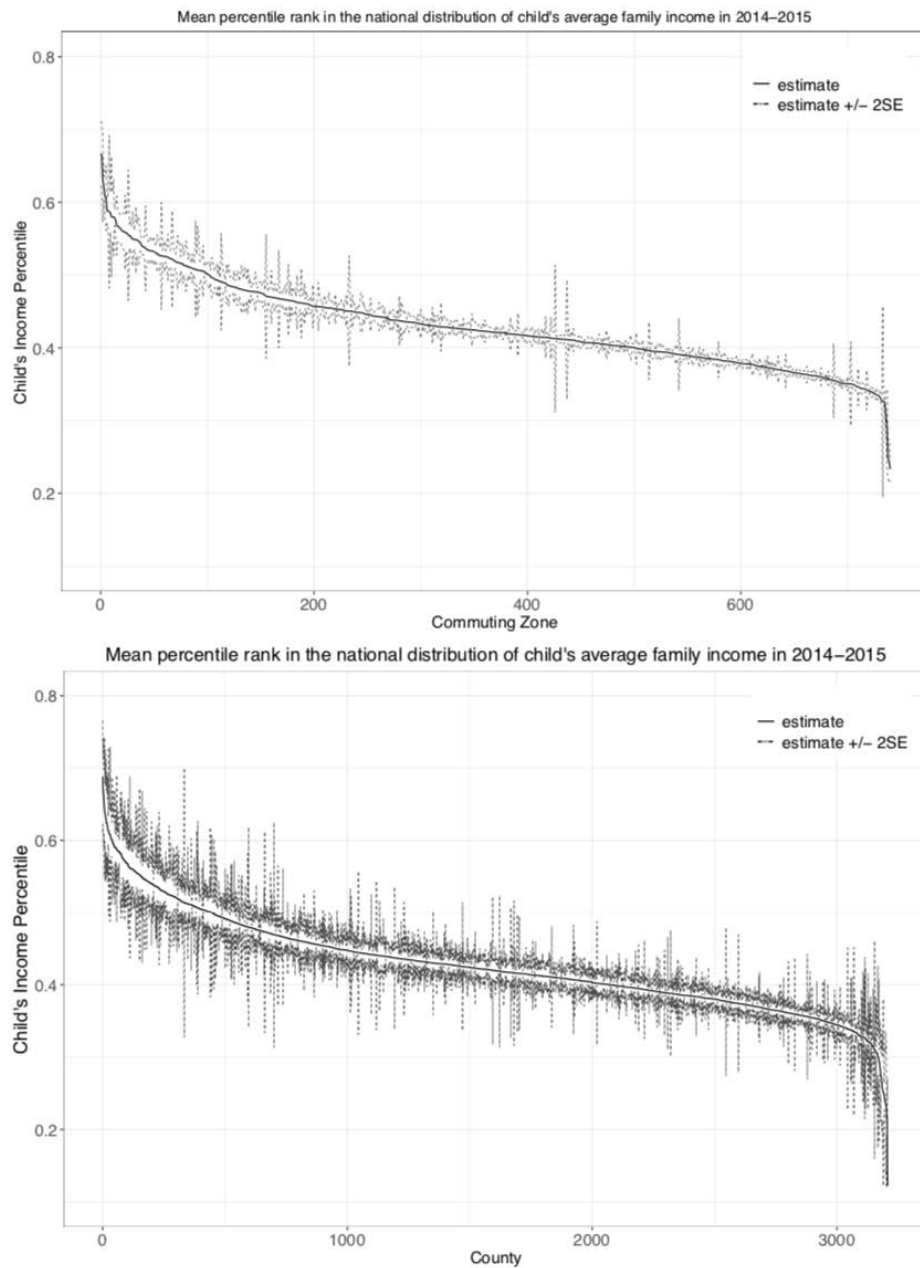 Mean percentile rank in the national distribution of child's average family income in 2014−2015
0.8
estimate
estimate +/− 2SE
0.6
Child's Income Percentile
0.4
0.2
0
200
400
600
Commuting Zone
Mean percentile rank in the national distribution of child's average family income in 2014−2015
0.8
estimate
estimate +/− 2SE
0.6
Child's Income Percentile
0.4
0.2
0
1000
2000
3000
County